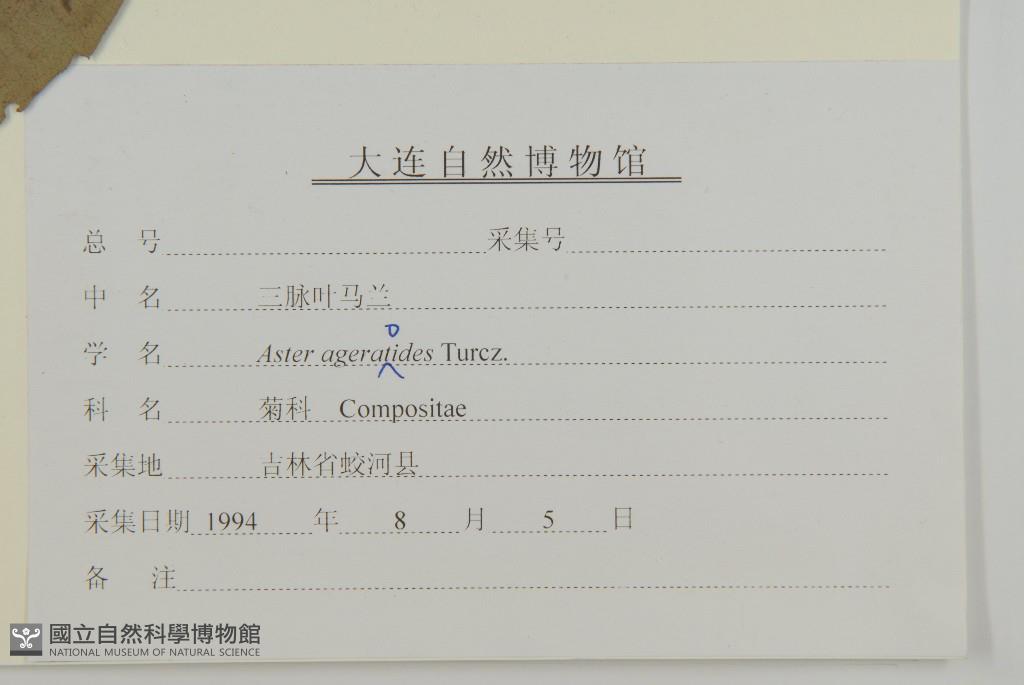 大连自然博物馆
总 号 采集号
中 名 三脉叶马兰
o
学 名 Aster ageratides Turcz.
科 名 菊科 Compositae
采集地 吉林省蛟河县
采集日期 1994 年 8 月 5 日
备 注
國立自然科學博物館
NATIONAL MUSEUM OF NATURAL SCIENCE